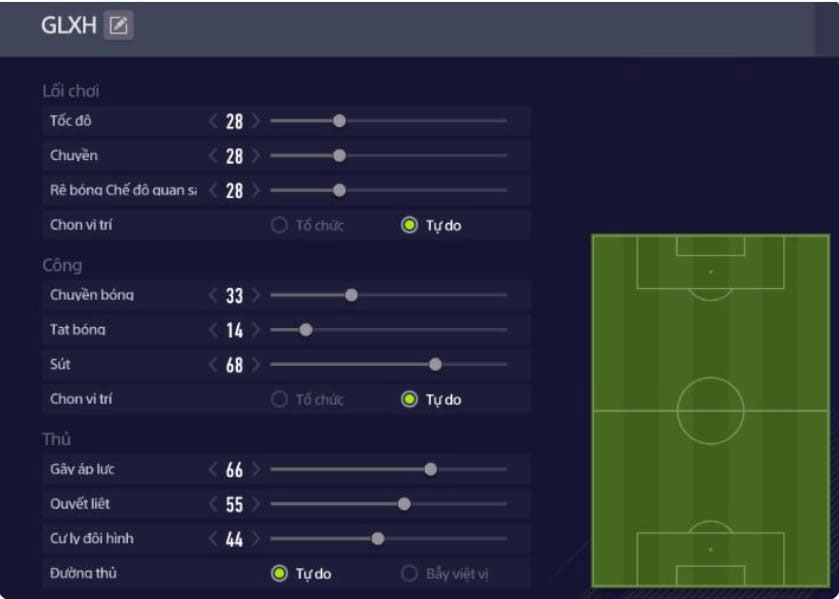 GLXH
Lối chơi
Tốc độ 28
Chuyền 28
Rê bóng Chế độ quan sá 28
Chọn vị trí Tổ chức Tự do
Công
Chuyền bóng 33
Tạt bóng 14
Sút 68
Chọn vị trí Tổ chức Tự do
Thủ
Gây áp lực 66
Quyết liệt 55
Cự ly đội hình 44
Đường thủ Tự do Bẫy việt vị